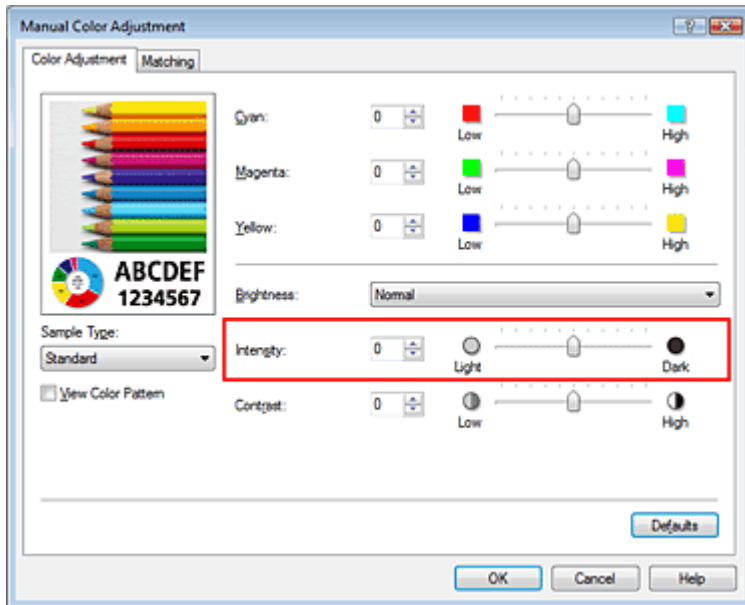 Manual Color Adjustment
Color Adjustment
Matching
Cyan:
0
Low
High
Magenta:
0
Low
High
Yellow:
0
Low
High
ABCDEF
1234567
Brightness:
Normal
Sample Type:
Standard
View Color Pattern
Intensity:
0
Light
Dark
Contrast:
0
Low
High
Defaults
OK
Cancel
Help